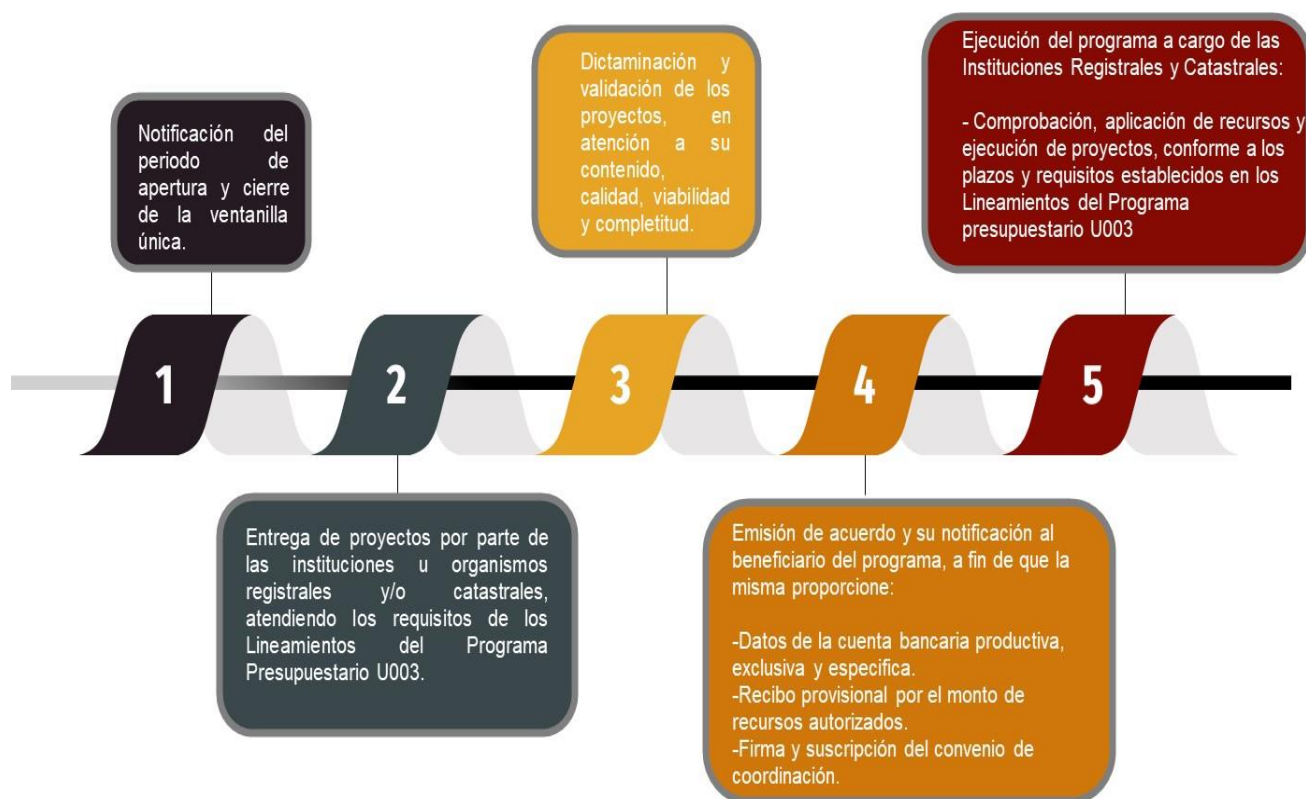 Notificación del
periodo de
apertura y cierre
de la ventanilla
única.
1
Entrega de proyectos por parte de
las instituciones u organismos
registrales y/o catastrales,
atendiendo los requisitos de los
Lineamientos del Programa
Presupuestario U003.
2
Dictaminación y
validación de los
proyectos, en
atención a su
contenido,
calidad, viabilidad
y completitud.
3
Emisión de acuerdo y su notificación al
beneficiario del programa, a fin de que la
misma proporcione:
-Datos de la cuenta bancaria productiva,
exclusiva y especifica.
-Recibo provisional por el monto de
recursos autorizados.
-Firma y suscripción del convenio de
coordinación.
4
Ejecución del programa a cargo de las
Instituciones Registrales y Catastrales:
- Comprobación, aplicación de recursos y
ejecución de proyectos, conforme a los
plazos y requisitos establecidos en los
Lineamientos del Programa
presupuestario U003
5